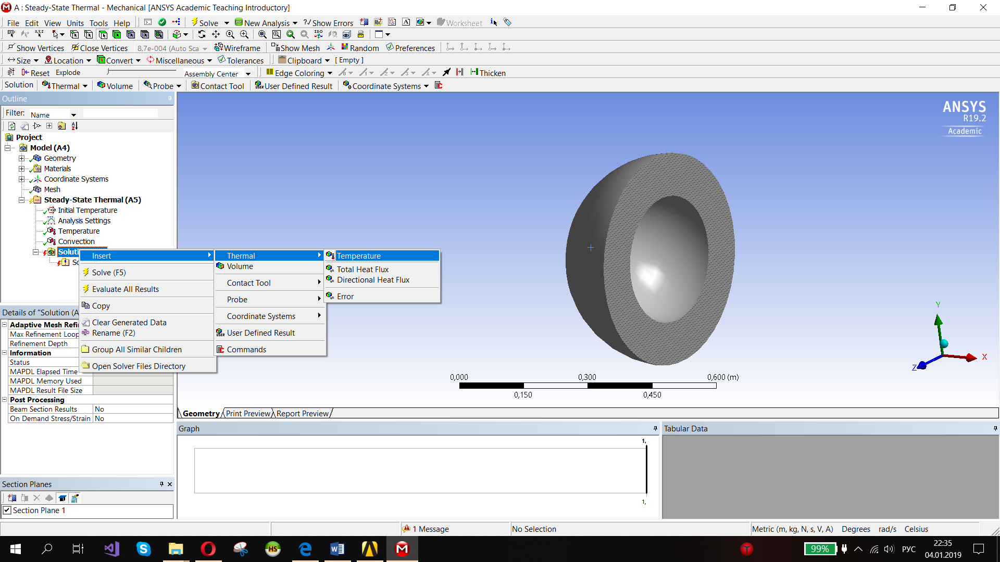 A : Steady-State Thermal - Mechanical [ANSYS Academic Teaching Introductory]
File Edit View Units Tools Help Solve New Analysis Show Errors Worksheet
Show Vertices Close Vertices 8,7e-004 (Auto Sca Wireframe Show Mesh Random Preferences
Size Location Convert Miscellaneous Tolerances Clipboard [ Empty ]
Reset Explode Assembly Center Edge Coloring Thicken
Solution Thermal Volume Probe Contact Tool User Defined Result Coordinate Systems
Outline
Filter: Name
Project
Model (A4)
Geometry
Materials
Coordinate Systems
Mesh
Steady-State Thermal (A5)
Initial Temperature
Analysis Settings
Temperature
Convection
Soluti
So
Insert
Solve (F5)
Evaluate All Results
Copy
Clear Generated Data
Rename (F2)
Group All Similar Children
Open Solver Files Directory
Thermal
Volume
Contact Tool
Probe
Coordinate Systems
User Defined Result
Commands
Temperature
Total Heat Flux
Directional Heat Flux
Error
ANSYS
R19.2
Academic
Y
X
Z
0,000 0,300 0,600 (m)
0,150 0,450
Details of "Solution (A
Adaptive Mesh Refi
Max Refinement Loop
Refinement Depth
Information
Status
MAPDL Elapsed Time
MAPDL Memory Used
MAPDL Result File Size
Post Processing
Beam Section Results No
On Demand Stress/Strain No
Geometry Print Preview Report Preview
Graph
1,
1,
Tabular Data
Section Planes
Section Plane 1
1 Message No Selection Metric (m, kg, N, s, V, A) Degrees rad/s Celsius
99% РУС 22:35
04.01.2019